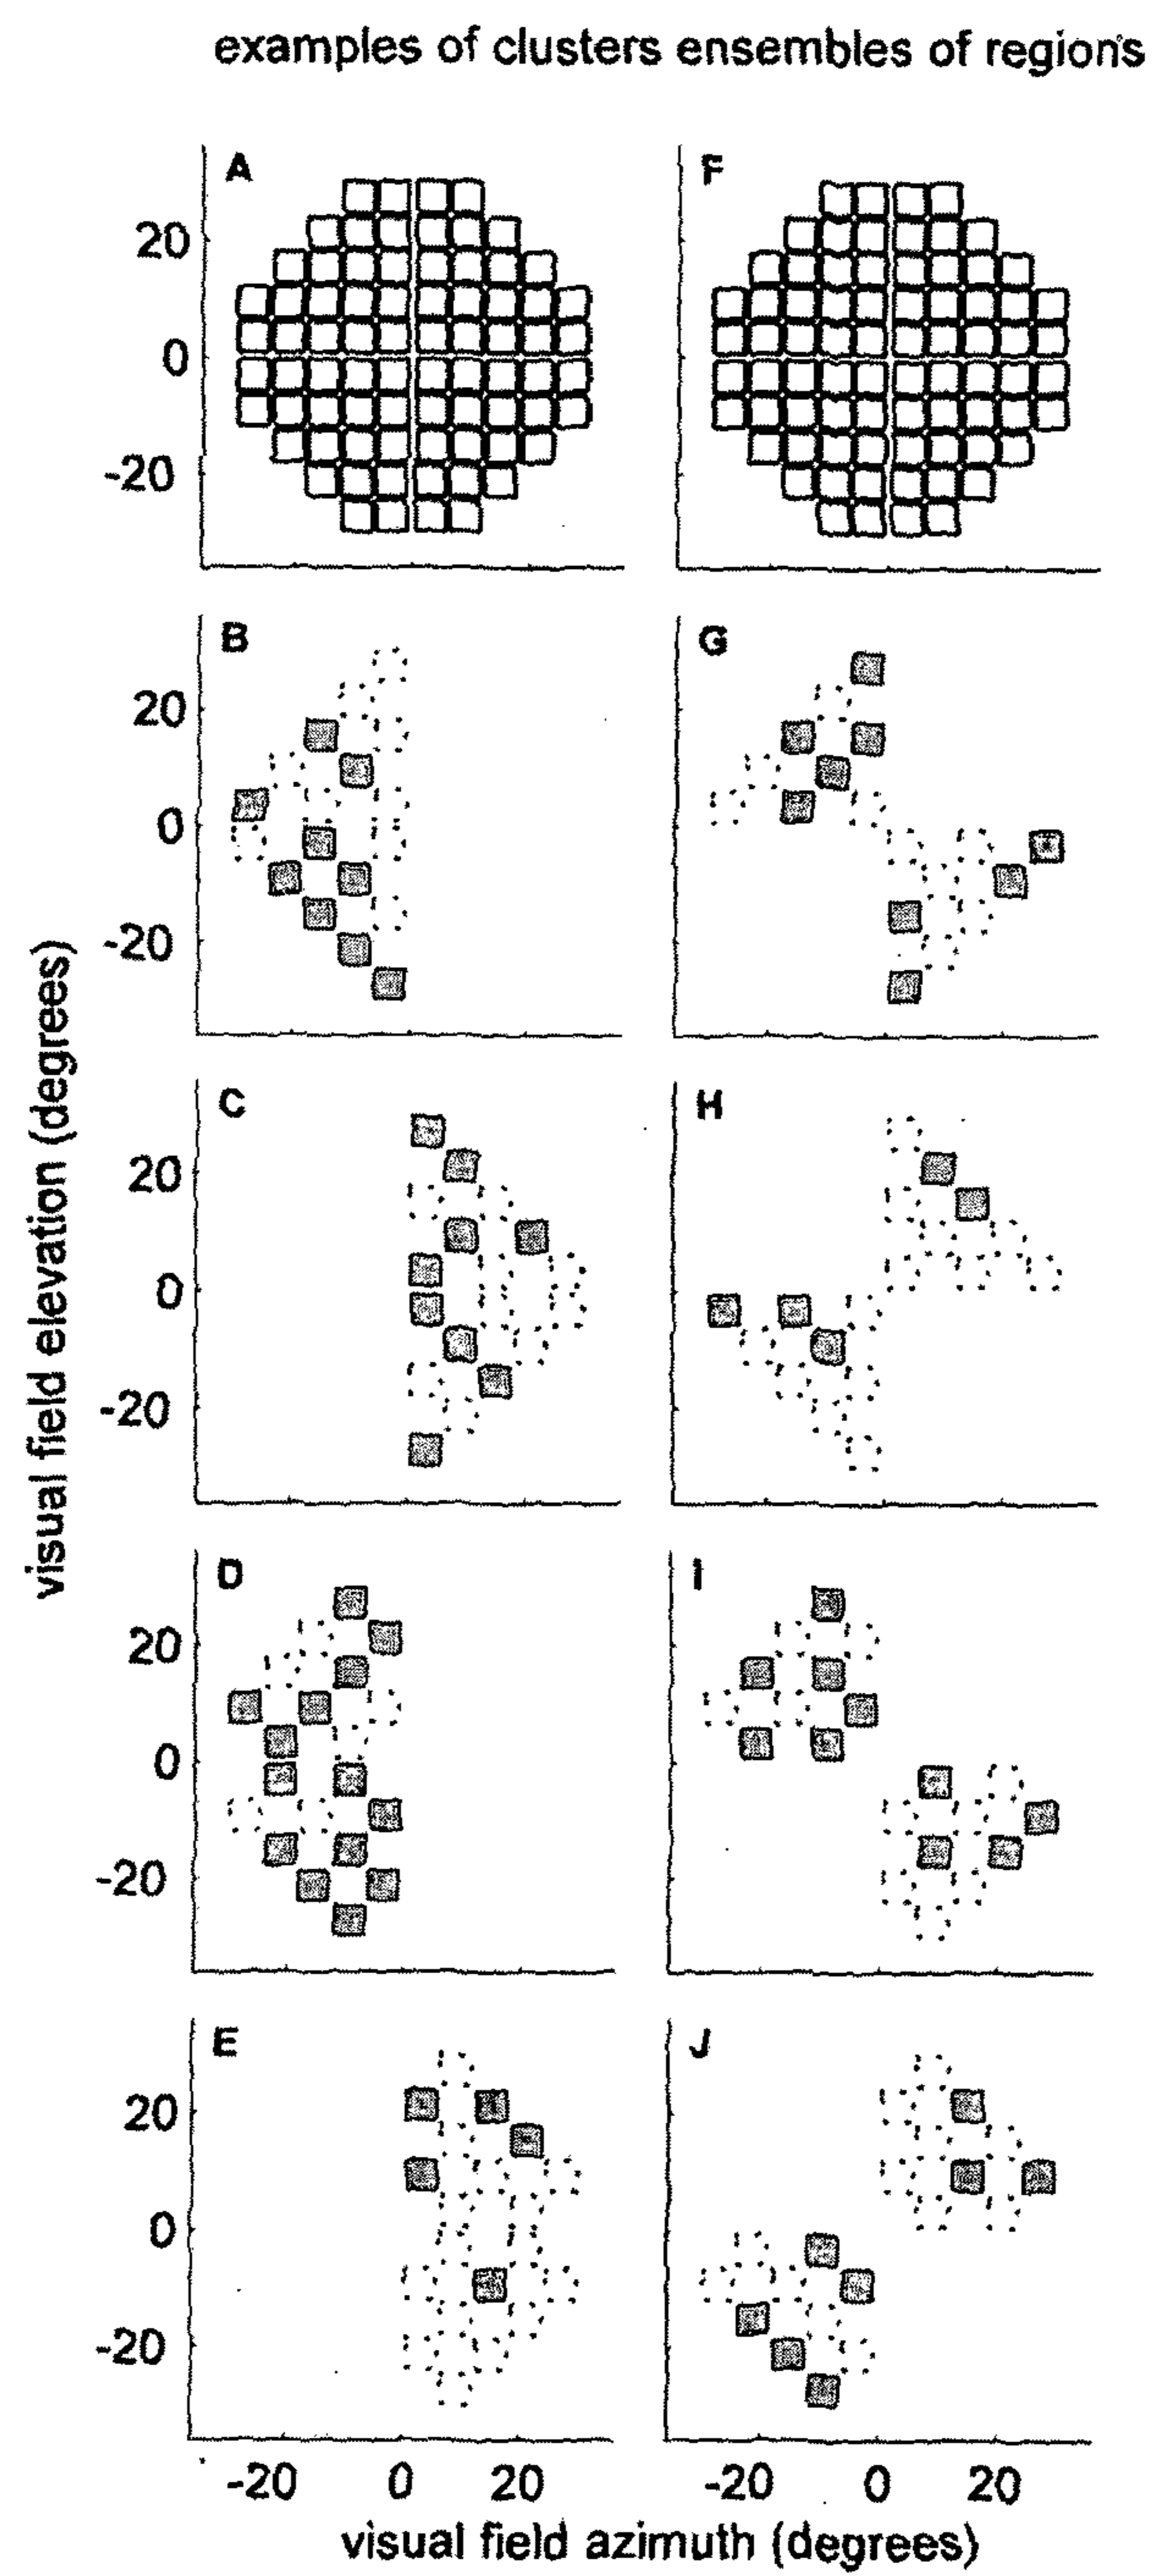 examples of clusters ensembles of regions
A
F
20
0
-20
B
G
20
0
-20
C
H
20
0
-20
D
I
20
0
-20
E
J
20
0
-20
-20 0 20
-20 0 20
visual field elevation (degrees)
visual field azimuth (degrees)